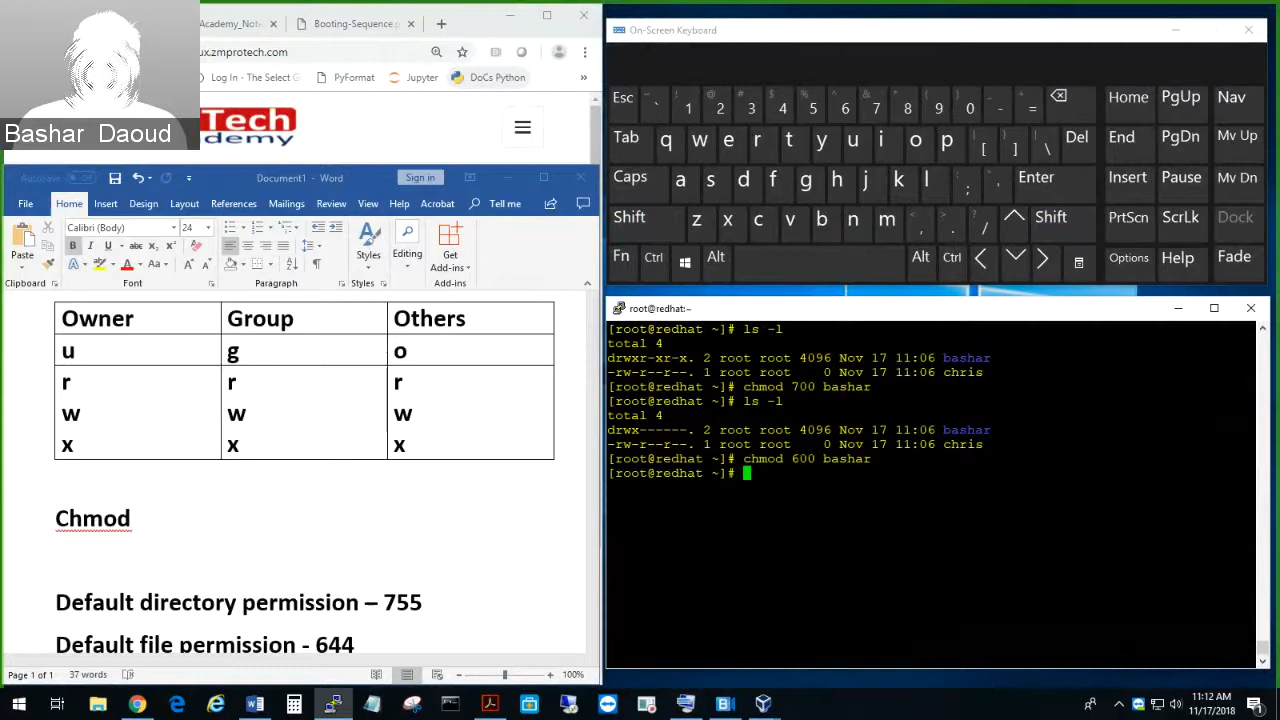 Academy_Not
Booting-Sequence.p
ux.zmprotech.com
Log In - The Select G
PyFormat
Jupyter
DoCs Python
»
Tech
demy
Bashar Daoud
Autosave Off
Document1 - Word
Sign in
File Home Insert Design Layout References Mailings Review View Help Acrobat Tell me
Calibri (Body) 24
Paste
B I U abc x₂ x²
A A Aa A A
Styles
Editing
Get
Add-ins
Clipboard Font Paragraph Styles Add-ins
Owner Group Others
u g o
r r r
w w w
x x x
Chmod
Default directory permission – 755
Default file permission - 644
Page 1 of 1 37 words 100%
On-Screen Keyboard
Esc ~ ` ! 1 @ 2 # 3 $ 4 % 5 ^ 6 & 7 * 8 ( 9 ) 0 _ - + = Home PgUp Nav
Tab q w e r t y u i o p { [ } ] | \ Del End PgDn Mv Up
Caps a s d f g h j k l : ; " ' Enter Insert Pause Mv Dn
Shift z x c v b n m < , > . ? / Shift PrtScn ScrLk Dock
Fn Ctrl Alt Alt Ctrl Options Help Fade
root@redhat:~
[root@redhat ~]# ls -l
total 4
drwxr-xr-x. 2 root root 4096 Nov 17 11:06 bashar
-rw-r--r--. 1 root root 0 Nov 17 11:06 chris
[root@redhat ~]# chmod 700 bashar
[root@redhat ~]# ls -l
total 4
drwx------. 2 root root 4096 Nov 17 11:06 bashar
-rw-r--r--. 1 root root 0 Nov 17 11:06 chris
[root@redhat ~]# chmod 600 bashar
[root@redhat ~]#
11:12 AM
11/17/2018